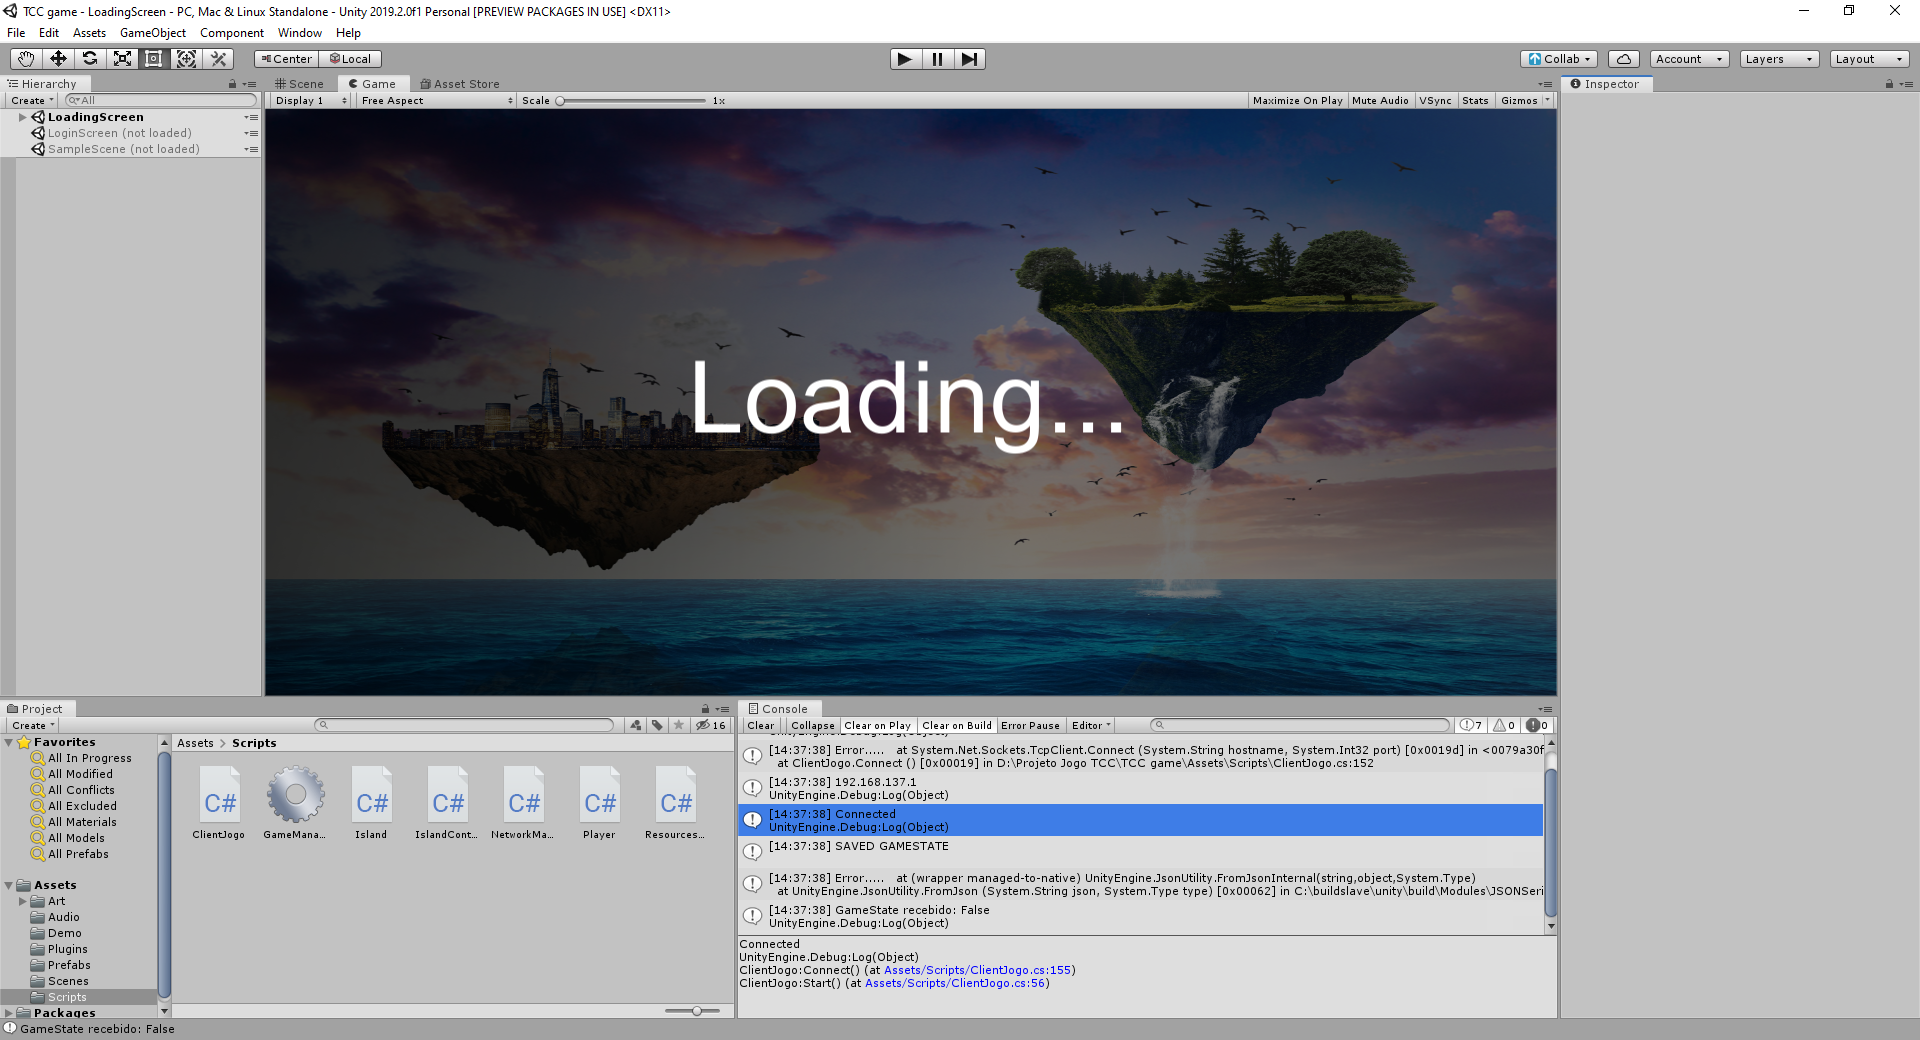 TCC game - LoadingScreen - PC, Mac & Linux Standalone - Unity 2019.2.0f1 Personal [PREVIEW PACKAGES IN USE] <DX11>
File Edit Assets GameObject Component Window Help
Center Local Collab Account Layers Layout
Hierarchy
Create All
LoadingScreen
LoginScreen (not loaded)
SampleScene (not loaded)
Scene Game Asset Store
Display 1 Free Aspect Scale 1x Maximize On Play Mute Audio VSync Stats Gizmos
Loading...
Inspector
Project
Create 16
Favorites
All In Progress
All Modified
All Conflicts
All Excluded
All Materials
All Models
All Prefabs
Assets
Art
Audio
Demo
Plugins
Prefabs
Scenes
Scripts
Packages
Assets > Scripts
C# C# C# C# C# C#
ClientJogo GameMana... Island IslandCont... NetworkMa... Player Resources...
Console
Clear Collapse Clear on Play Clear on Build Error Pause Editor 7 0 0
UnityEngine.Debug:Log(Object)
[14:37:38] Error..... at System.Net.Sockets.TcpClient.Connect (System.String hostname, System.Int32 port) [0x0019d] in <0079a30f
at ClientJogo.Connect () [0x00019] in D:\Projeto Jogo TCC\TCC game\Assets\Scripts\ClientJogo.cs:152
[14:37:38] 192.168.137.1
UnityEngine.Debug:Log(Object)
[14:37:38] Connected
UnityEngine.Debug:Log(Object)
[14:37:38] SAVED GAMESTATE
[14:37:38] Error..... at (wrapper managed-to-native) UnityEngine.JsonUtility.FromJsonInternal(string,object,System.Type)
at UnityEngine.JsonUtility.FromJson (System.String json, System.Type type) [0x00062] in C:\buildslave\unity\build\Modules\JSONSeri
[14:37:38] GameState recebido: False
UnityEngine.Debug:Log(Object)
Connected
UnityEngine.Debug:Log(Object)
ClientJogo:Connect() (at Assets/Scripts/ClientJogo.cs:155)
ClientJogo:Start() (at Assets/Scripts/ClientJogo.cs:56)
GameState recebido: False